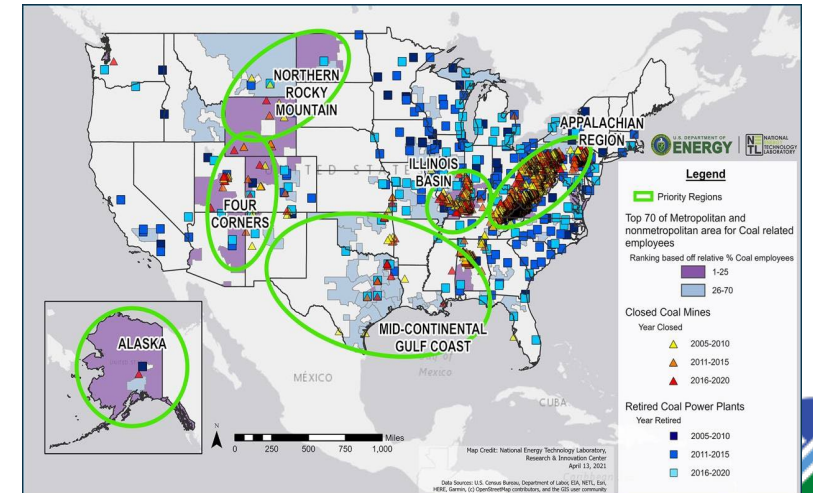 NORTHERN
ROCKY
MOUNTAIN
APPALACHIAN
REGION
ILLINOIS
BASIN
FOUR
CORNERS
MID-CONTINENTAL
GULF COAST
ALASKA
MÉXICO
Gulf of
Mexico
CUBA
N
Miles
0 250 500 750 1,000
Map Credit: National Energy Technology Laboratory,
Research & Innovation Center
April 13, 2021
Data Sources: U.S. Census Bureau, Department of Labor, EIA, NETL, Esri,
HERE, Garmin, (c) OpenStreetMap contributors, and the GIS user community
U.S. DEPARTMENT OF
ENERGY
NATIONAL
TECHNOLOGY
LABORATORY
Legend
Priority Regions
Top 70 of Metropolitan and
nonmetropolitan area for Coal related
employees
Ranking based off relative % Coal employees
1-25
26-70
Closed Coal Mines
Year Closed
2005-2010
2011-2015
2016-2020
Retired Coal Power Plants
Year Retired
2005-2010
2011-2015
2016-2020